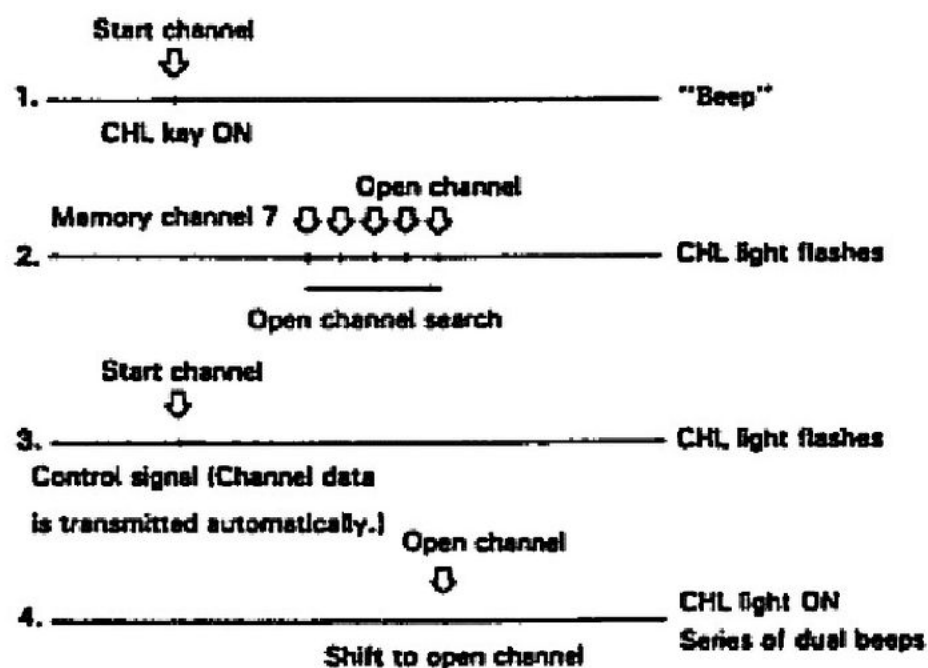 Start channel
1. "Beep"
CHL key ON
Open channel
Memory channel 7
2. CHL light flashes
Open channel search
Start channel
3. CHL light flashes
Control signal (Channel data
is transmitted automatically.)
Open channel
CHL light ON
4.
Series of dual beeps
Shift to open channel